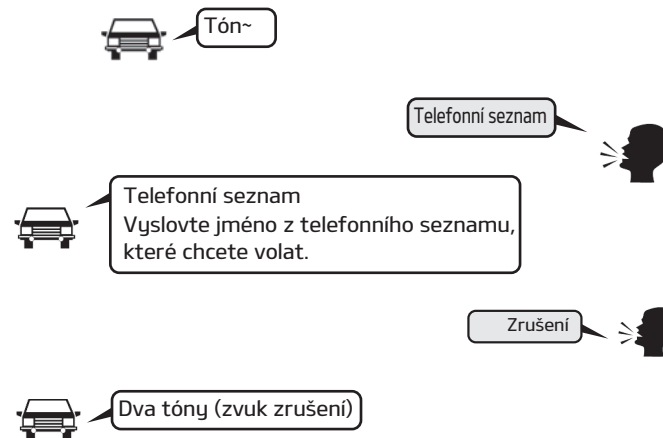 Tón~
Telefonní seznam
Telefonní seznam
Vyslovte jméno z telefonního seznamu,
které chcete volat.
Zrušení
Dva tóny (zvuk zrušení)